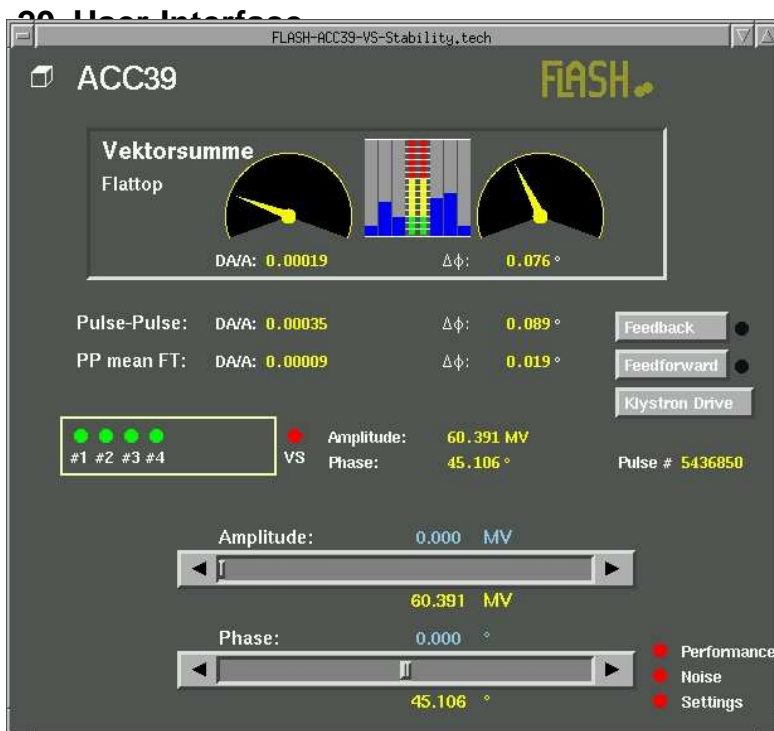 20. User Interface
FLASH-ACC39-VS-Stability.tech
ACC39
FLASH
Vektorsumme
Flattop
DA/A: 0.00019 Δϕ: 0.076 °
Pulse-Pulse: DA/A: 0.00035 Δϕ: 0.089 °
Feedback
PP mean FT: DA/A: 0.00009 Δϕ: 0.019 °
Feedforward
Klystron Drive
#1 #2 #3 #4 VS
Amplitude: 60.391 MV
Phase: 45.106 °
Pulse # 5436850
Amplitude: 0.000 MV
60.391 MV
Phase: 0.000 °
45.106 °
Performance
Noise
Settings